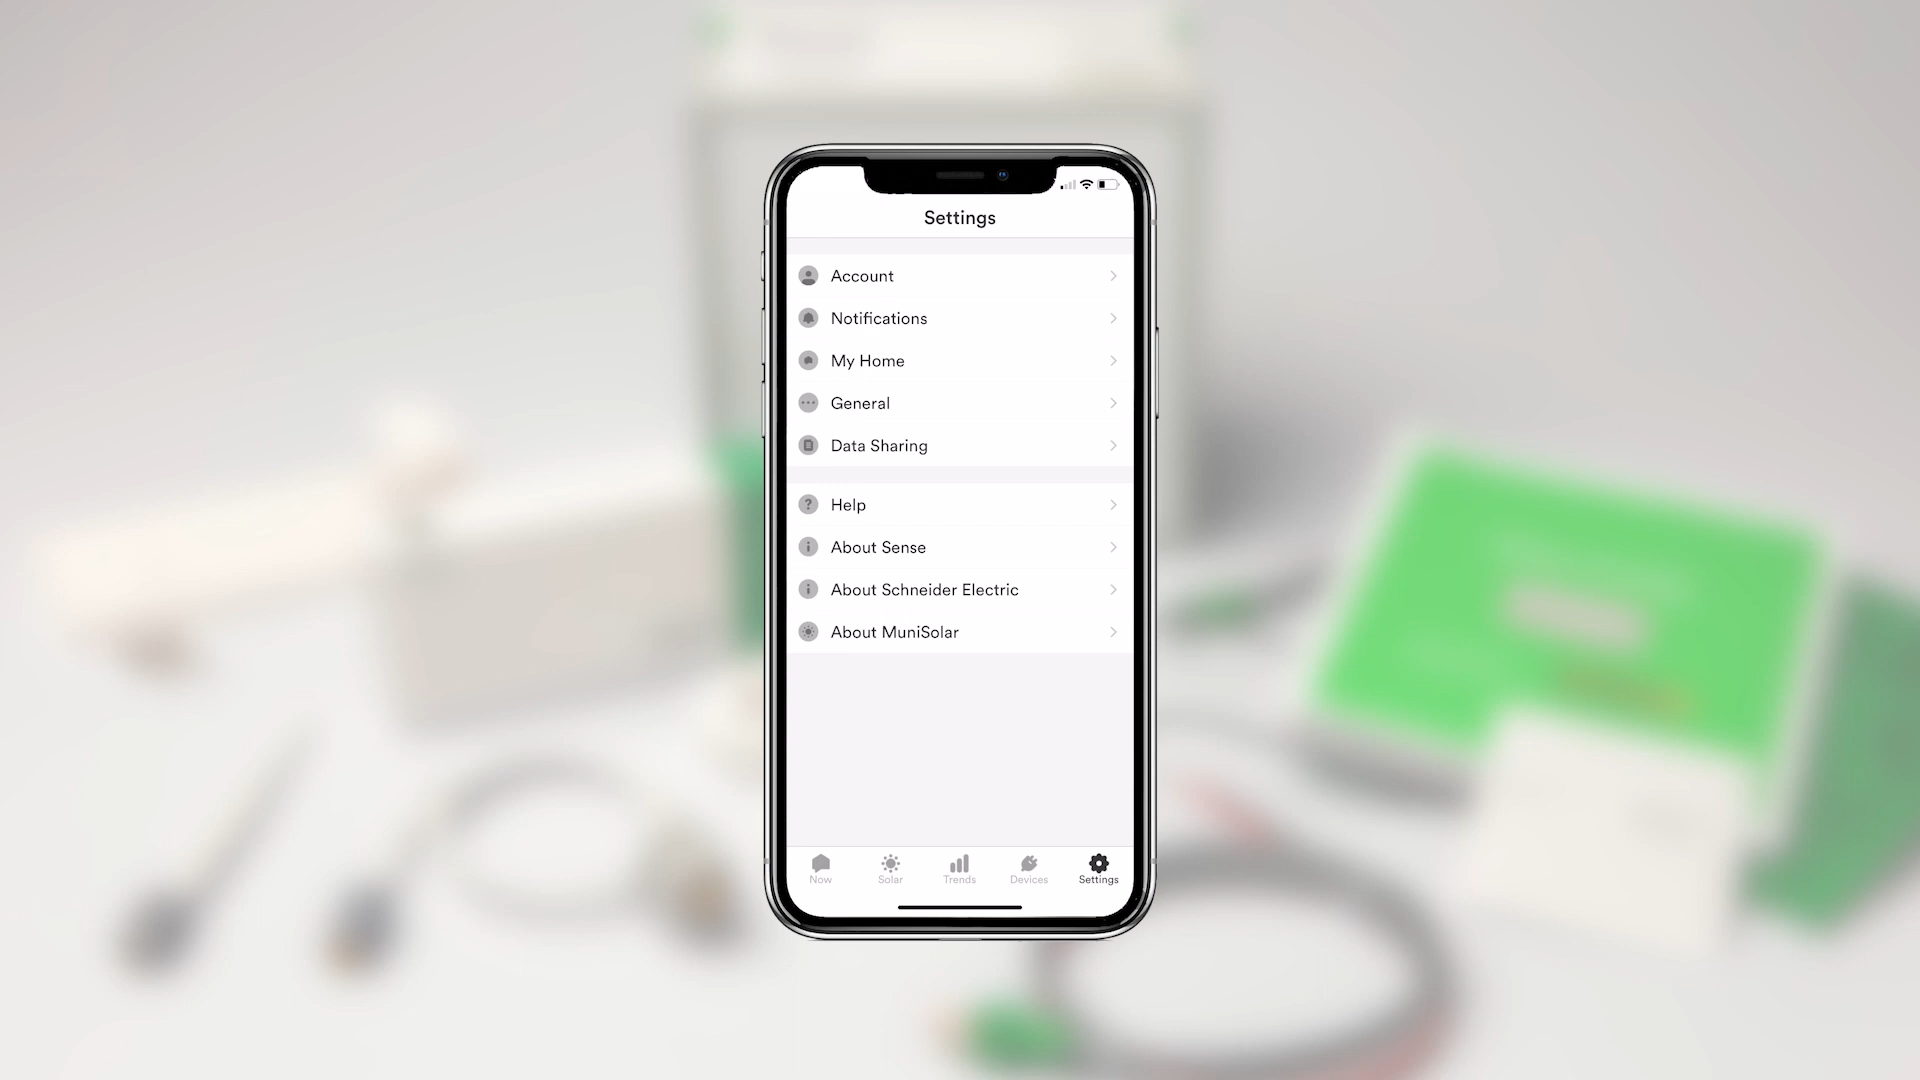 Settings
Account
Notifications
My Home
General
Data Sharing
Help
About Sense
About Schneider Electric
About MuniSolar
Now
Solar
Trends
Devices
Settings